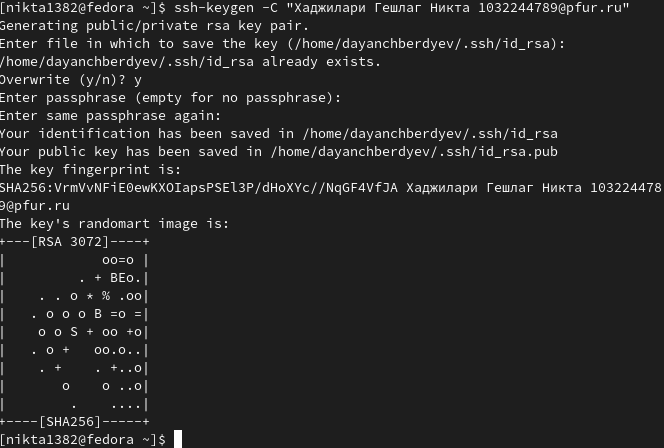 [nikta1382@fedora ~]$ ssh-keygen -C "Хаджилари Гешлаг Никта 1032244789@pfur.ru"
Generating public/private rsa key pair.
Enter file in which to save the key (/home/dayanchberdyev/.ssh/id_rsa):
/home/dayanchberdyev/.ssh/id_rsa already exists.
Overwrite (y/n)? y
Enter passphrase (empty for no passphrase):
Enter same passphrase again:
Your identification has been saved in /home/dayanchberdyev/.ssh/id_rsa
Your public key has been saved in /home/dayanchberdyev/.ssh/id_rsa.pub
The key fingerprint is:
SHA256:VrmVvNFiE0ewKXOIapsPSEl3P/dHoXYc//NqGF4VfJA Хаджилари Гешлаг Никта 103224478
9@pfur.ru
The key's randomart image is:
+---[RSA 3072]----+
|            oo=o |
|         . + BEo.|
|    . . o * % .oo|
|   . o o o B =o =|
|    o o S + oo +o|
|   . o +   oo.o..|
|    . +    . +..o|
|       o    o ..o|
|        .    ....|
+----[SHA256]-----+
[nikta1382@fedora ~]$